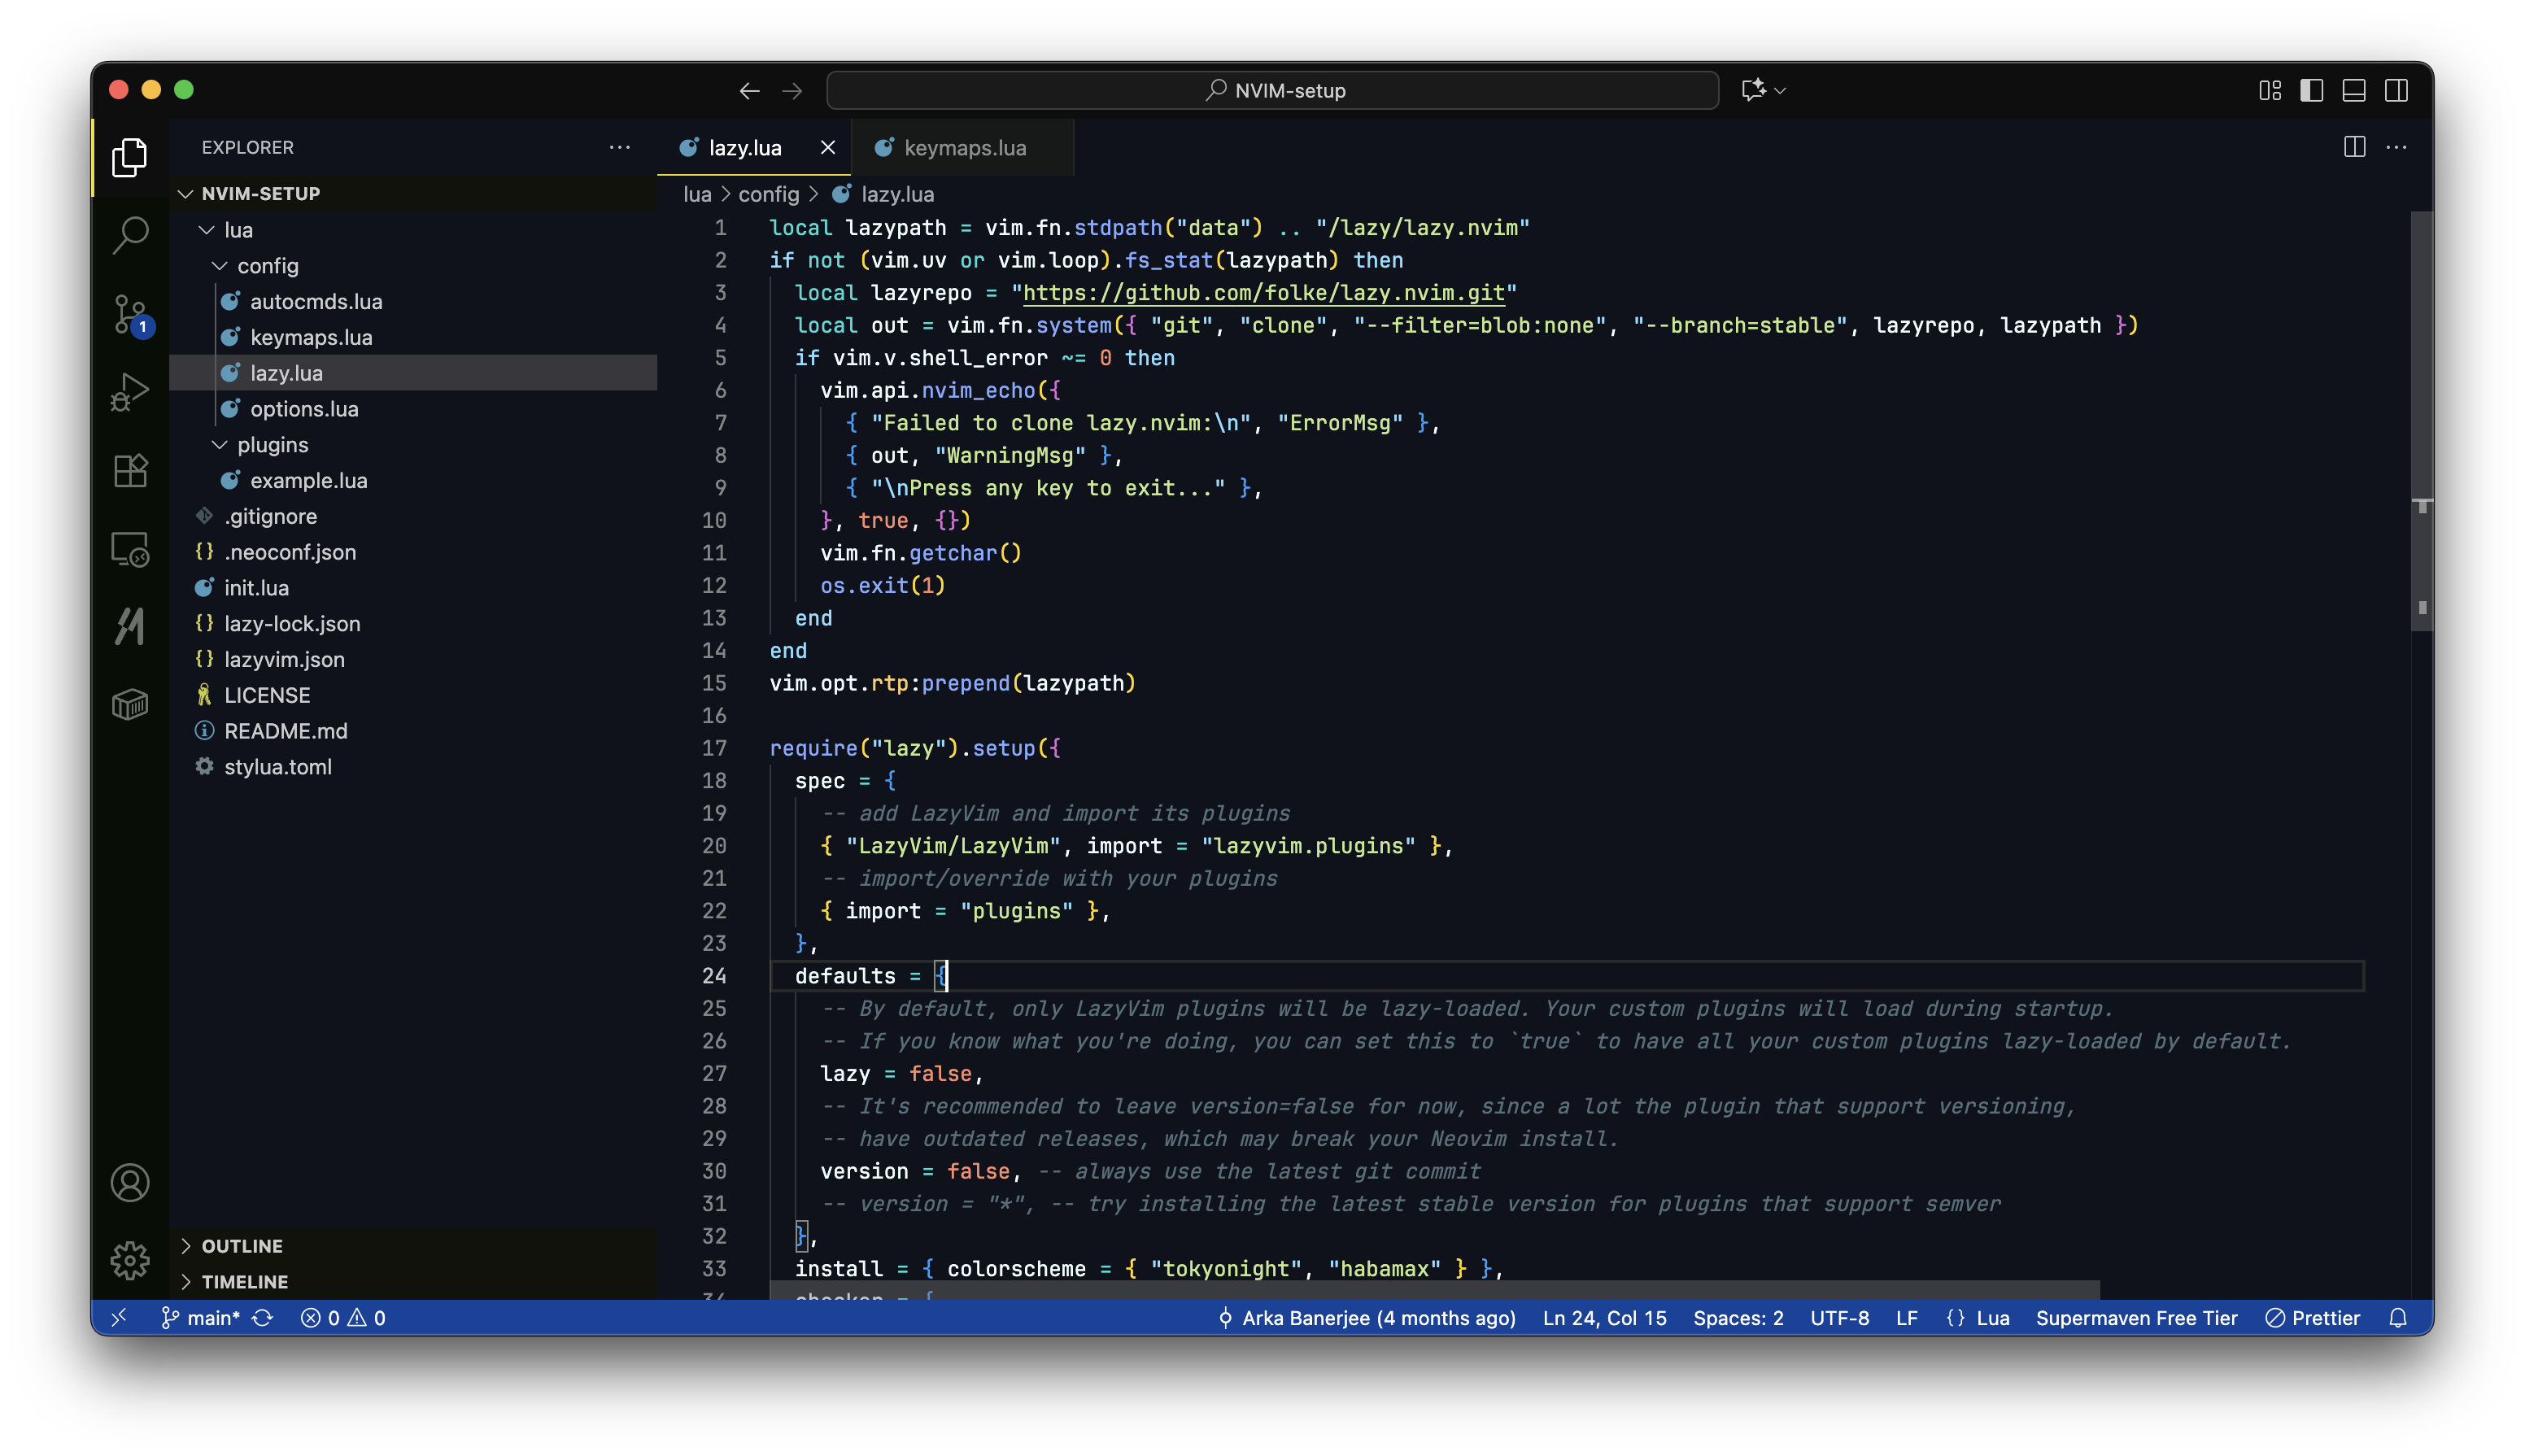 NVIM-setup
EXPLORER
lazy.lua
keymaps.lua
NVIM-SETUP
lua
config
autocmds.lua
keymaps.lua
lazy.lua
options.lua
plugins
example.lua
.gitignore
.neoconf.json
init.lua
lazy-lock.json
lazyvim.json
LICENSE
README.md
stylua.toml
OUTLINE
TIMELINE
lua > config > lazy.lua
1 local lazypath = vim.fn.stdpath("data") .. "/lazy/lazy.nvim"
2 if not (vim.uv or vim.loop).fs_stat(lazypath) then
3 local lazyrepo = "https://github.com/folke/lazy.nvim.git"
4 local out = vim.fn.system({ "git", "clone", "--filter=blob:none", "--branch=stable", lazyrepo, lazypath })
5 if vim.v.shell_error ~= 0 then
6 vim.api.nvim_echo({
7 { "Failed to clone lazy.nvim:\n", "ErrorMsg" },
8 { out, "WarningMsg" },
9 { "\nPress any key to exit..." },
10 }, true, {})
11 vim.fn.getchar()
12 os.exit(1)
13 end
14 end
15 vim.opt.rtp:prepend(lazypath)
16
17 require("lazy").setup({
18 spec = {
19 -- add LazyVim and import its plugins
20 { "LazyVim/LazyVim", import = "lazyvim.plugins" },
21 -- import/override with your plugins
22 { import = "plugins" },
23 },
24 defaults = {
25 -- By default, only LazyVim plugins will be lazy-loaded. Your custom plugins will load during startup.
26 -- If you know what you're doing, you can set this to `true` to have all your custom plugins lazy-loaded by default.
27 lazy = false,
28 -- It's recommended to leave version=false for now, since a lot the plugin that support versioning,
29 -- have outdated releases, which may break your Neovim install.
30 version = false, -- always use the latest git commit
31 -- version = "*", -- try installing the latest stable version for plugins that support semver
32 },
33 install = { colorscheme = { "tokyonight", "habamax" } },
34 checker = {
1
main* 0 0 Arka Banerjee (4 months ago) Ln 24, Col 15 Spaces: 2 UTF-8 LF {} Lua Supermaven Free Tier Prettier